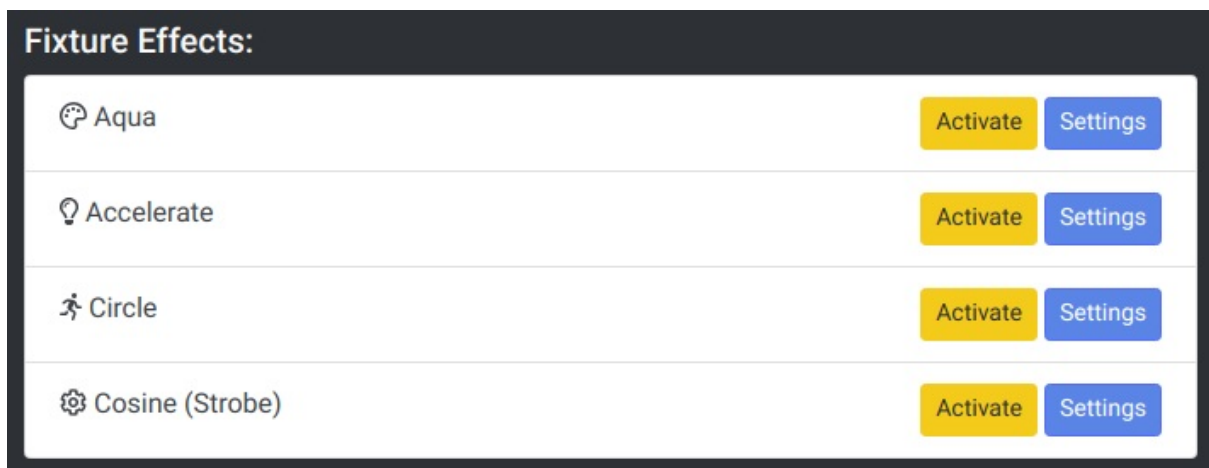 Fixture Effects:
Aqua Activate Settings
Accelerate Activate Settings
Circle Activate Settings
Cosine (Strobe) Activate Settings